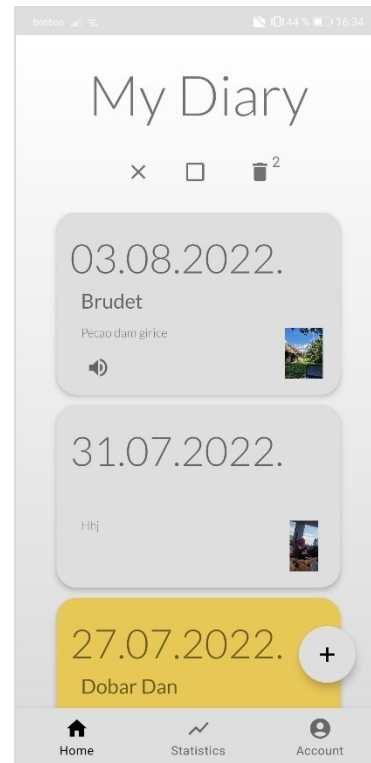 bonbon 44 % 16:34
My Diary
2
03.08.2022.
Brudet
Pecao dam girice
31.07.2022.
Hhj
27.07.2022.
Dobar Dan
+
Home Statistics Account